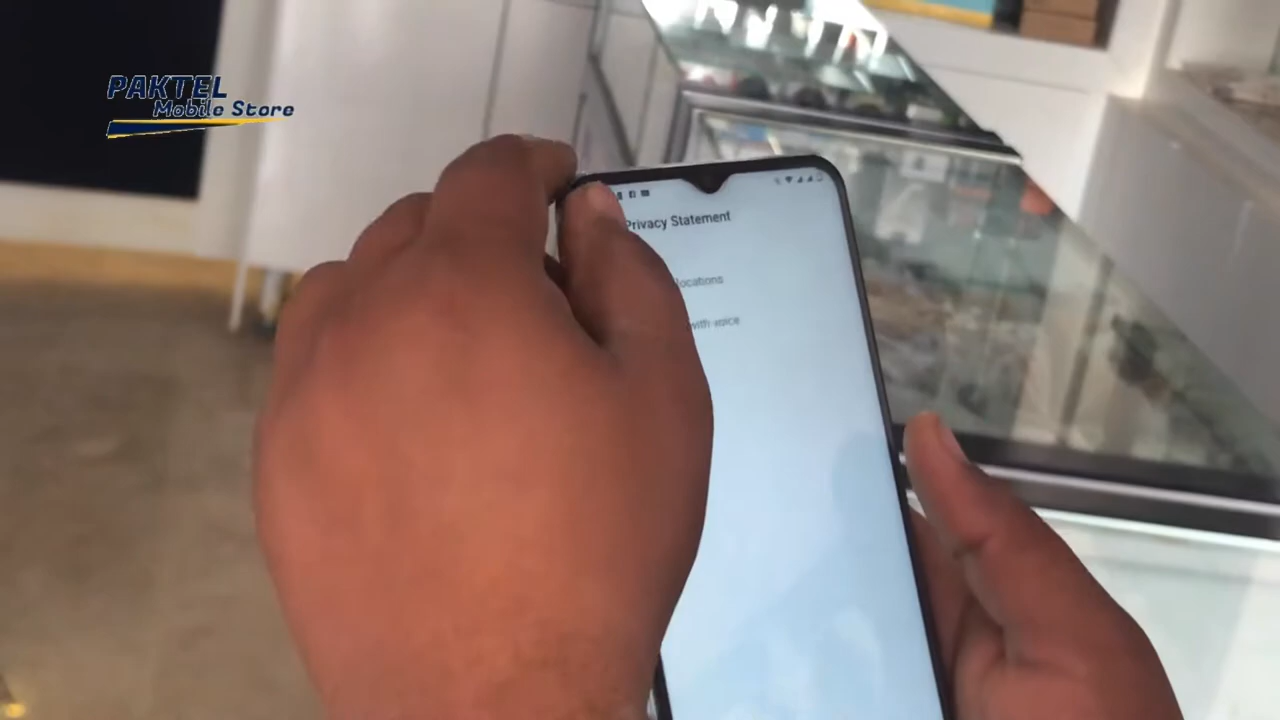 PAKTEL
Mobile Store
Privacy Statement
locations
with voice